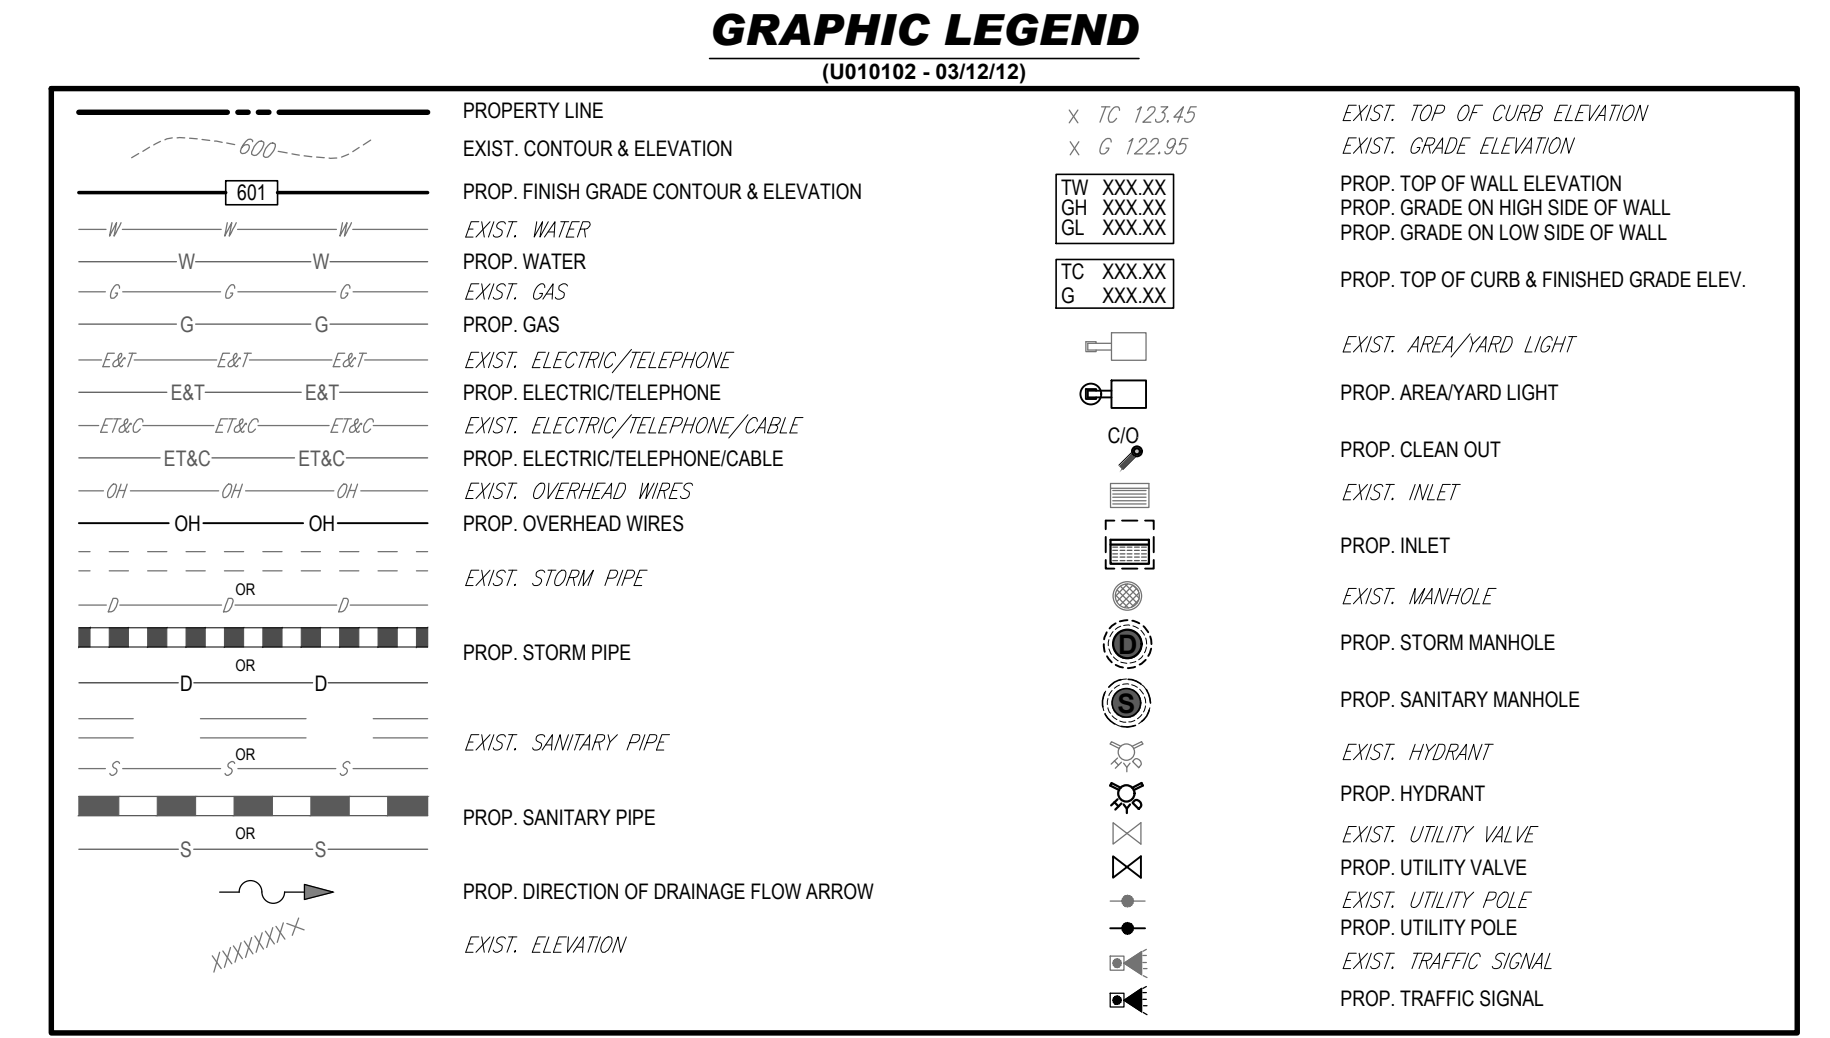 GRAPHIC LEGEND
(U010102 - 03/12/12)
PROPERTY LINE
600 EXIST. CONTOUR & ELEVATION
601 PROP. FINISH GRADE CONTOUR & ELEVATION
W W W EXIST. WATER
W W PROP. WATER
G G G EXIST. GAS
G G PROP. GAS
E&T E&T E&T EXIST. ELECTRIC/TELEPHONE
E&T E&T PROP. ELECTRIC/TELEPHONE
ET&C ET&C ET&C EXIST. ELECTRIC/TELEPHONE/CABLE
ET&C ET&C PROP. ELECTRIC/TELEPHONE/CABLE
OH OH OH EXIST. OVERHEAD WIRES
OH OH PROP. OVERHEAD WIRES
EXIST. STORM PIPE
OR
D D D
PROP. STORM PIPE
OR
D D
EXIST. SANITARY PIPE
OR
S S S
PROP. SANITARY PIPE
OR
S S
PROP. DIRECTION OF DRAINAGE FLOW ARROW
XXXXXXX X EXIST. ELEVATION
x TC 123.45 EXIST. TOP OF CURB ELEVATION
x G 122.95 EXIST. GRADE ELEVATION
TW XXX.XX PROP. TOP OF WALL ELEVATION
GH XXX.XX PROP. GRADE ON HIGH SIDE OF WALL
GL XXX.XX PROP. GRADE ON LOW SIDE OF WALL
TC XXX.XX PROP. TOP OF CURB & FINISHED GRADE ELEV.
G XXX.XX
EXIST. AREA/YARD LIGHT
PROP. AREA/YARD LIGHT
C/O PROP. CLEAN OUT
EXIST. INLET
PROP. INLET
EXIST. MANHOLE
D PROP. STORM MANHOLE
S PROP. SANITARY MANHOLE
EXIST. HYDRANT
HYD
PROP. HYDRANT
HYD
EXIST. UTILITY VALVE
PROP. UTILITY VALVE
EXIST. UTILITY POLE
PROP. UTILITY POLE
EXIST. TRAFFIC SIGNAL
PROP. TRAFFIC SIGNAL